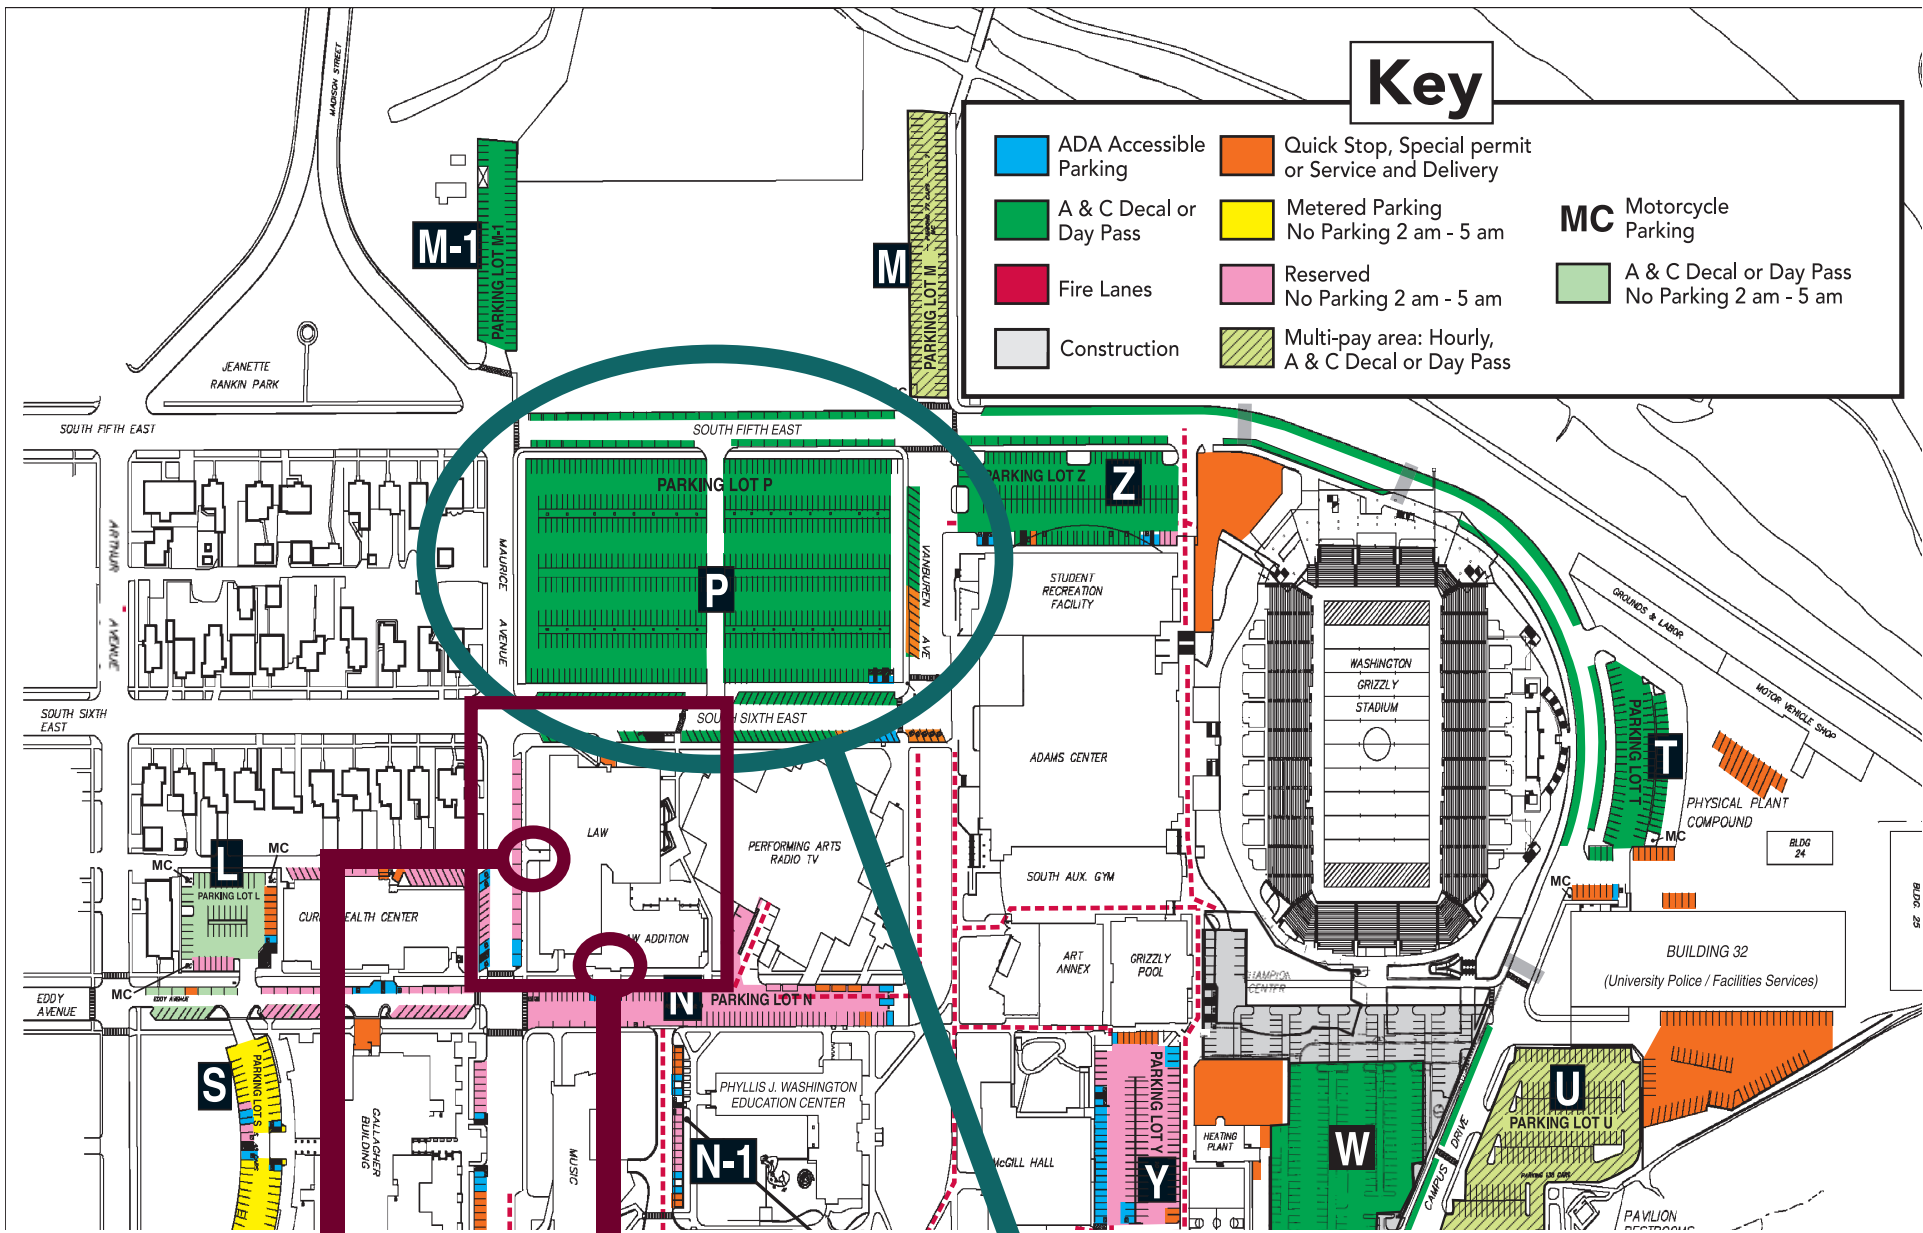 Key
ADA Accessible
Parking
A & C Decal or
Day Pass
Fire Lanes
Construction
Quick Stop, Special permit
or Service and Delivery
Metered Parking
No Parking 2 am - 5 am
Reserved
No Parking 2 am - 5 am
Multi-pay area: Hourly,
A & C Decal or Day Pass
MC
Motorcycle
Parking
A & C Decal or Day Pass
No Parking 2 am - 5 am
MADISON STREET
M-1
PARKING LOT M-1
M
PARKING LOT M
JEANETTE
RANKIN PARK
SOUTH FIFTH EAST
SOUTH FIFTH EAST
PARKING LOT P
P
PARKING LOT Z
Z
ARTHUR
AVENUE
MAURICE
AVENUE
VANBUREN
AVE
STUDENT
RECREATION
FACILITY
WASHINGTON
GRIZZLY
STADIUM
GROUNDS & LABOR
MOTOR VEHICLE SHOP
SOUTH SIXTH
EAST
SOUTH SIXTH EAST
ADAMS CENTER
PARKING LOT T
T
PHYSICAL PLANT
COMPOUND
MC
BLDG
24
BLDG. 25
LAW
PERFORMING ARTS
RADIO TV
SOUTH AUX. GYM
L
MC
MC
PARKING LOT L
CURRY HEALTH CENTER
LAW ADDITION
ART
ANNEX
GRIZZLY
POOL
CENTER
MC
BUILDING 32
(University Police / Facilities Services)
EDDY
AVENUE
MC
EDDY AVENUE
N
PARKING LOT N
S
PARKING LOT S
GALLAGHER
BUILDING
MUSIC
PHYLLIS J. WASHINGTON
EDUCATION CENTER
N-1
McGILL HALL
PARKING LOT Y
Y
HEATING
PLANT
W
CAMPUS DRIVE
U
PARKING LOT U
PAVILION
RESTROOMS